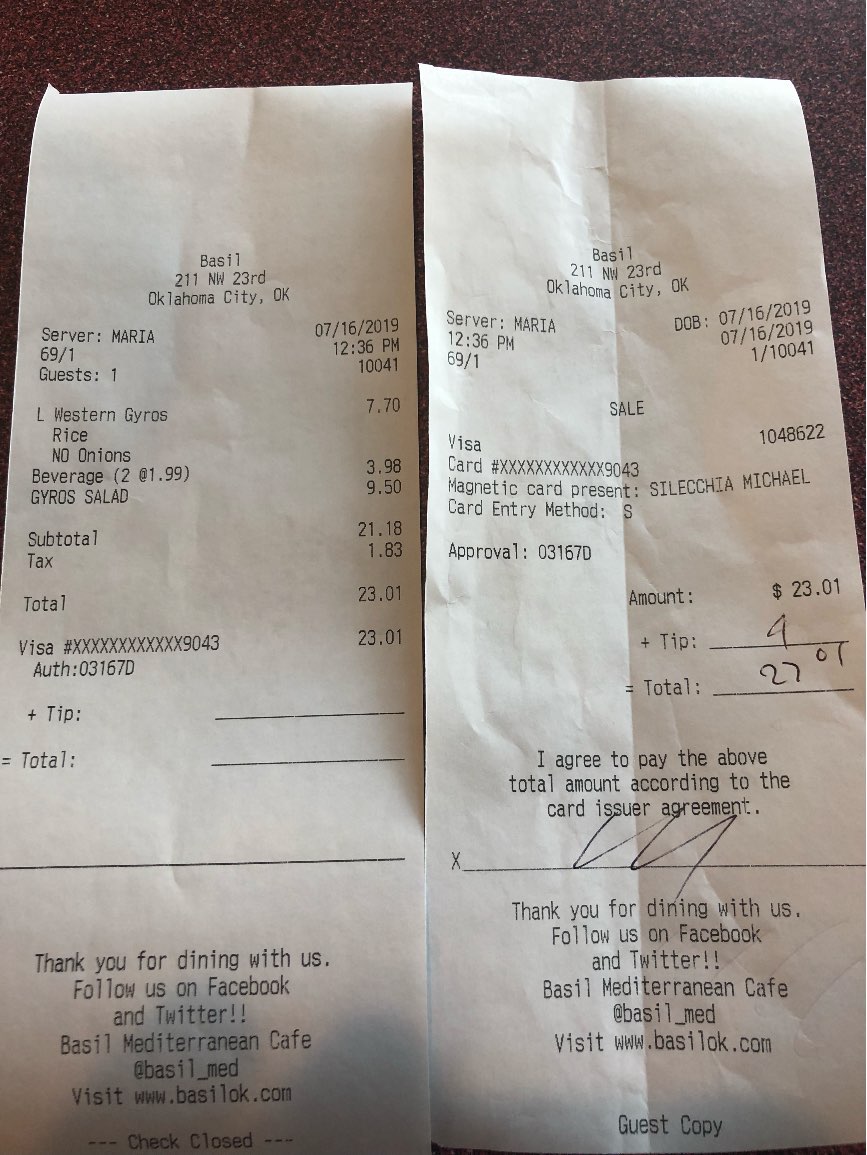 Basil
211 NW 23rd
Oklahoma City, OK
Server: MARIA 07/16/2019
69/1 12:36 PM
Guests: 1 10041
L Western Gyros 7.70
Rice
NO Onions
Beverage (2 @1.99) 3.98
GYROS SALAD 9.50
Subtotal 21.18
Tax 1.83
Total 23.01
Visa #XXXXXXXXXXXX9043 23.01
Auth:03167D
+ Tip:
= Total:
Thank you for dining with us.
Follow us on Facebook
and Twitter!!
Basil Mediterranean Cafe
@basil_med
Visit www.basilok.com
--- Check Closed ---
Basil
211 NW 23rd
Oklahoma City, OK
Server: MARIA DOB: 07/16/2019
12:36 PM 07/16/2019
69/1 1/10041
SALE
Visa 1048622
Card #XXXXXXXXXXXX9043
Magnetic card present: SILECCHIA MICHAEL
Card Entry Method: S
Approval: 03167D
Amount: $ 23.01
+ Tip: 4
= Total: 27 01
I agree to pay the above
total amount according to the
card issuer agreement.
X
Thank you for dining with us.
Follow us on Facebook
and Twitter!!
Basil Mediterranean Cafe
@basil_med
Visit www.basilok.com
Guest Copy